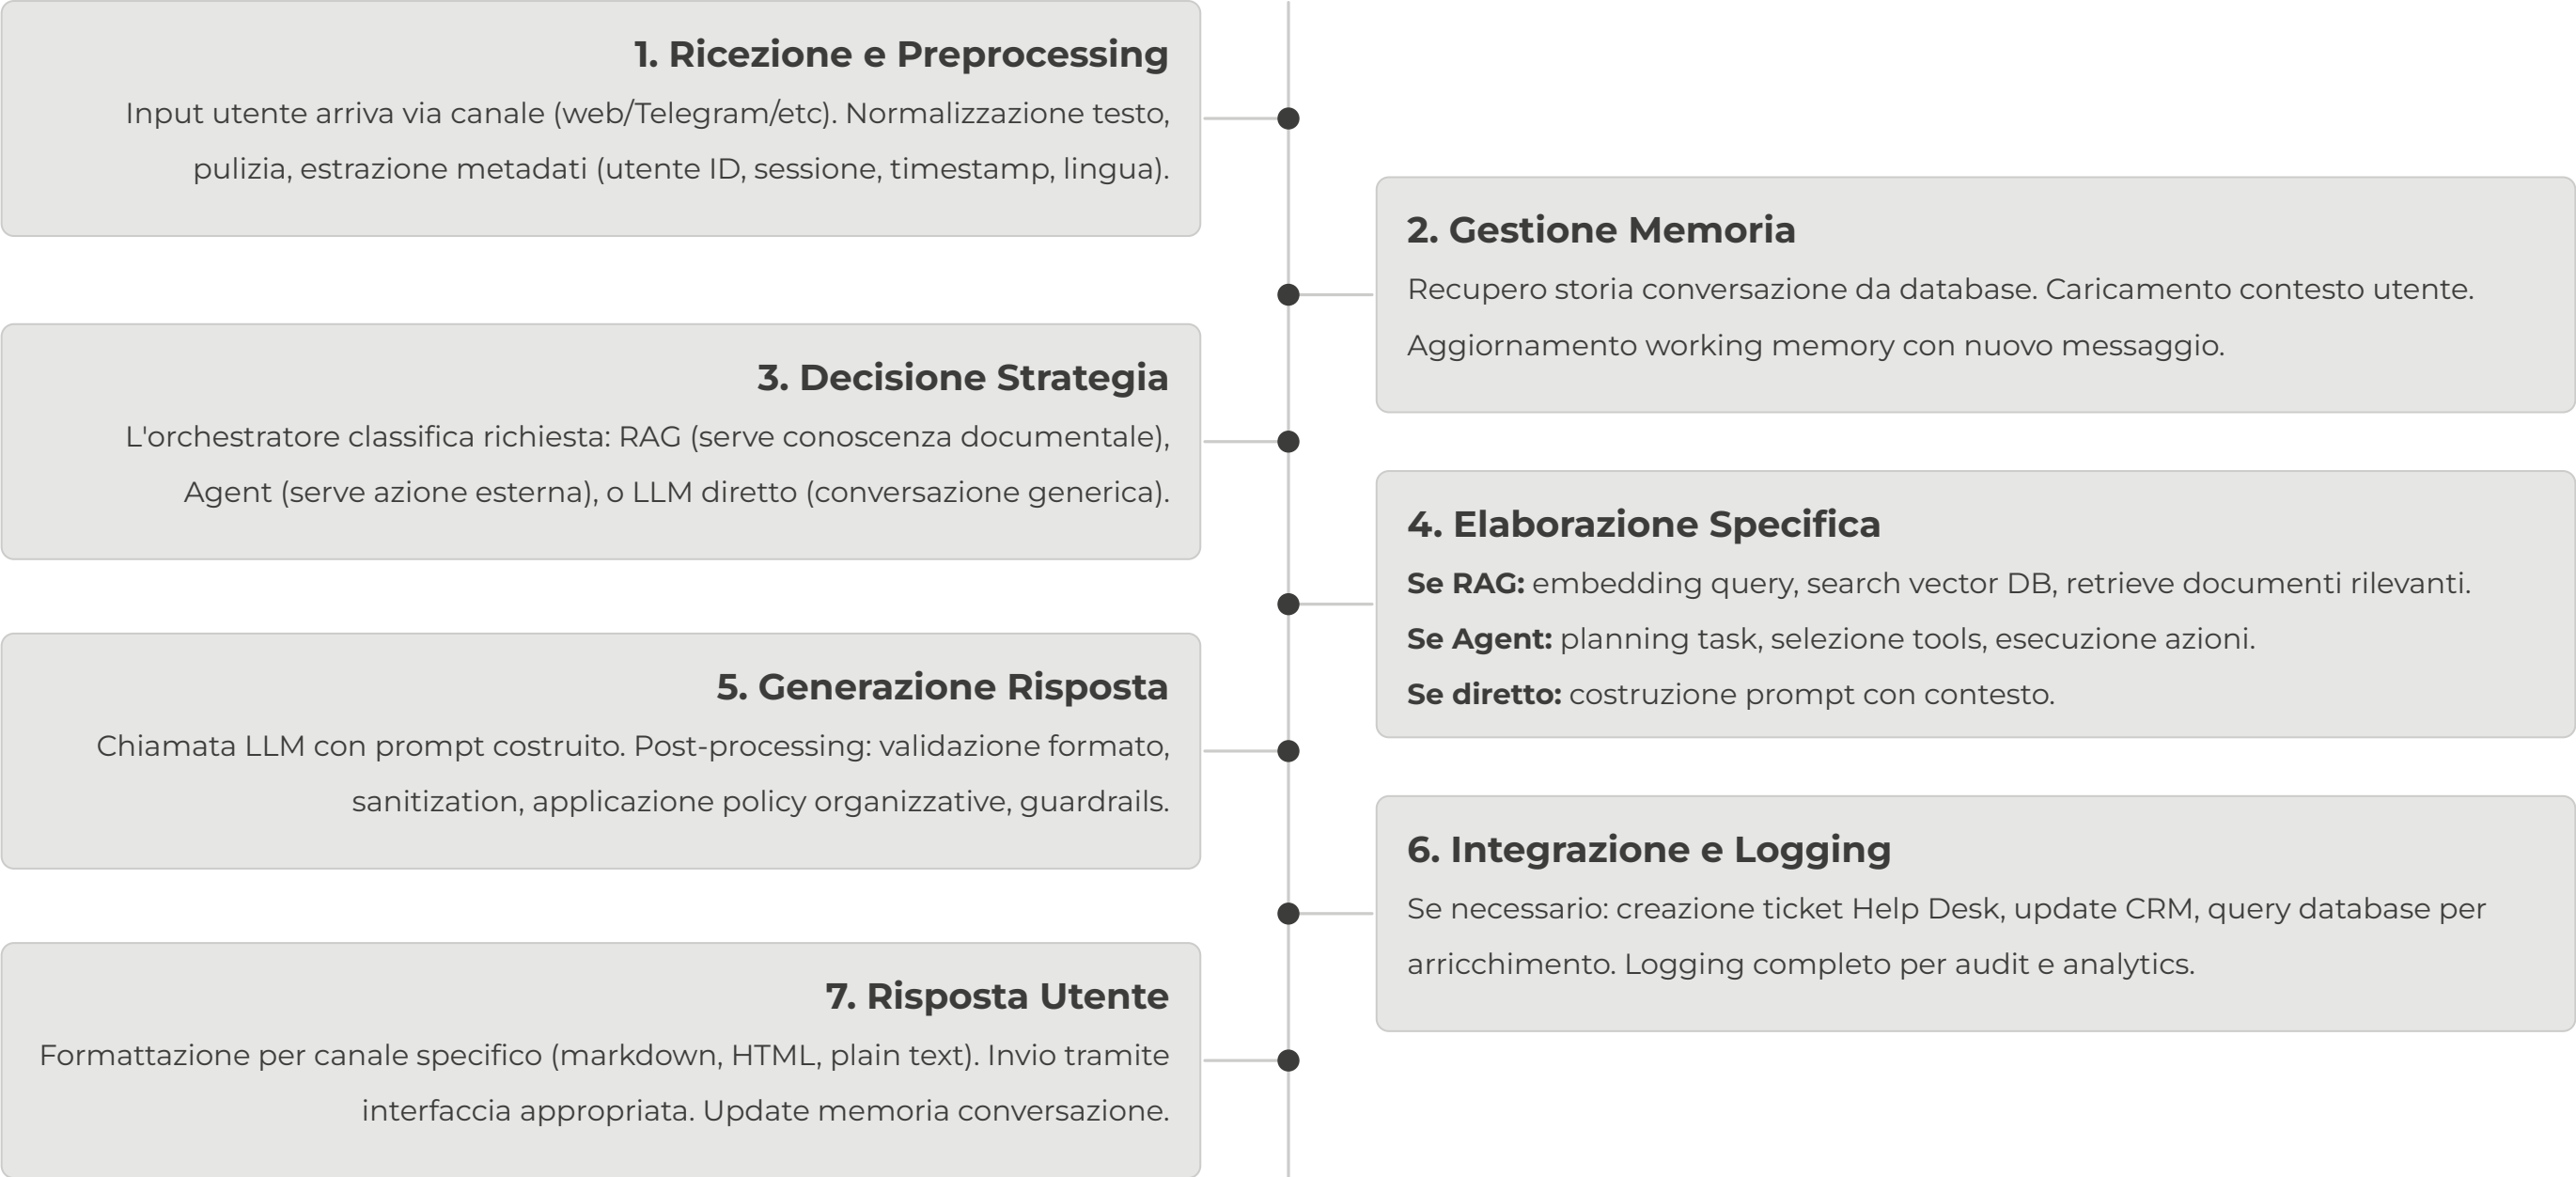 1. Ricezione e Preprocessing
Input utente arriva via canale (web/Telegram/etc). Normalizzazione testo,
pulizia, estrazione metadati (utente ID, sessione, timestamp, lingua).
2. Gestione Memoria
Recupero storia conversazione da database. Caricamento contesto utente.
Aggiornamento working memory con nuovo messaggio.
3. Decisione Strategia
L'orchestratore classifica richiesta: RAG (serve conoscenza documentale),
Agent (serve azione esterna), o LLM diretto (conversazione generica).
4. Elaborazione Specifica
Se RAG: embedding query, search vector DB, retrieve documenti rilevanti.
Se Agent: planning task, selezione tools, esecuzione azioni.
Se diretto: costruzione prompt con contesto.
5. Generazione Risposta
Chiamata LLM con prompt costruito. Post-processing: validazione formato,
sanitization, applicazione policy organizzative, guardrails.
6. Integrazione e Logging
Se necessario: creazione ticket Help Desk, update CRM, query database per
arricchimento. Logging completo per audit e analytics.
7. Risposta Utente
Formattazione per canale specifico (markdown, HTML, plain text). Invio tramite
interfaccia appropriata. Update memoria conversazione.